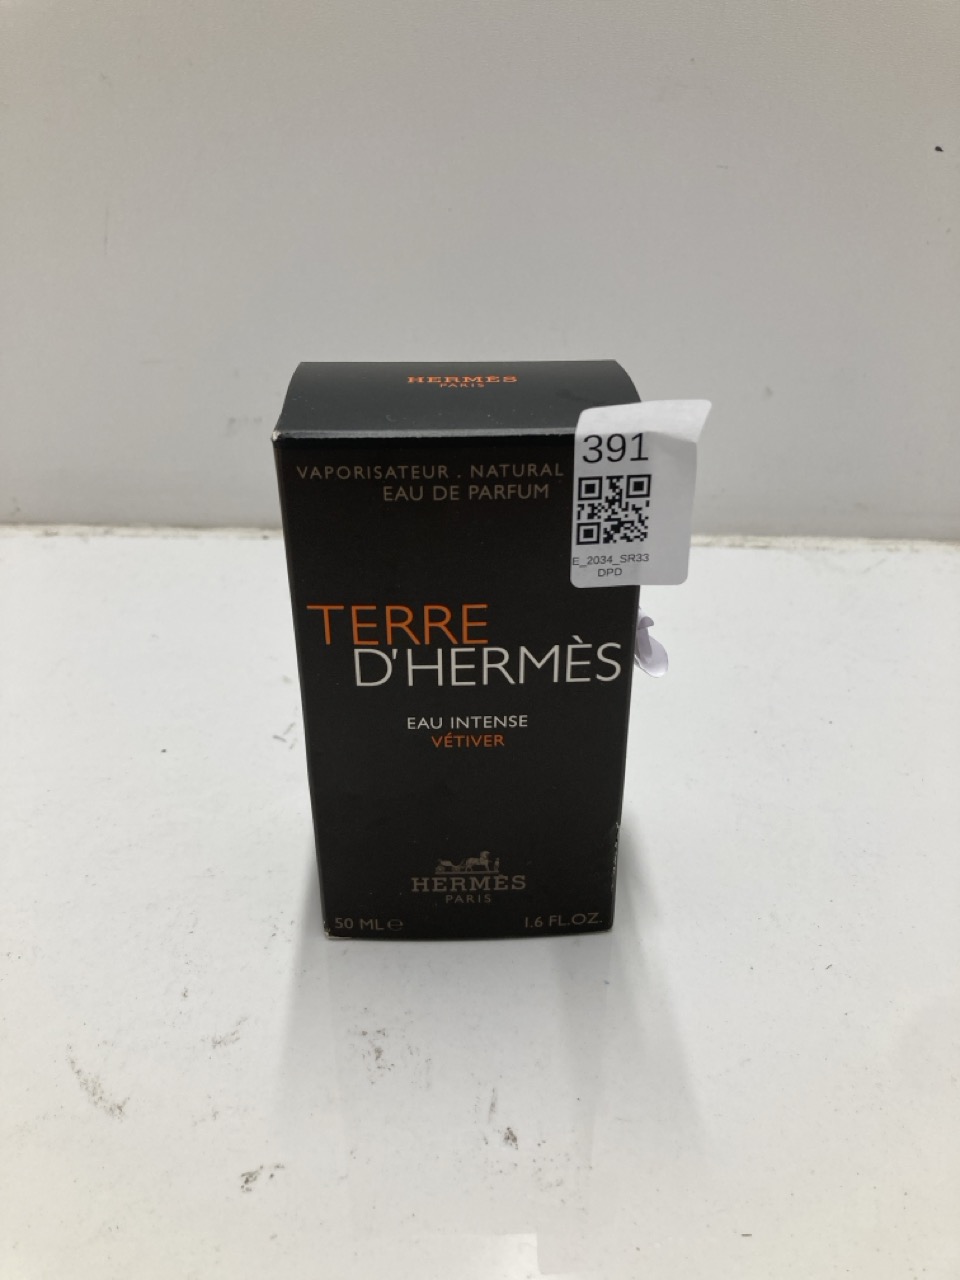 HERMÈS
PARIS
VAPORISATEUR . NATURAL
EAU DE PARFUM
391
E_2034_SR33
DPD
TERRE
D'HERMÈS
EAU INTENSE
VÉTIVER
HERMÈS
PARIS
50 ML ℮
1.6 FL.OZ.